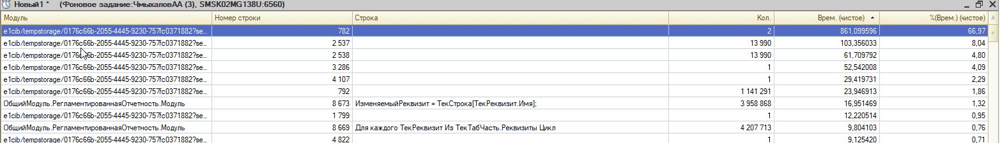 Новый1 * (Фоновое задание:ЧмыхаловАА (3), SMSK02MG138U:6560)
Модуль Номер строки Строка Кол. Врем. (чистое) %(Врем.) (чистое)
e1cib/tempstorage/0176c66b-2055-4445-9230-757fc0371882?se... 782 2 861,099596 66,97
e1cib/tempstorage/0176c66b-2055-4445-9230-757fc0371882?se... 2 537 13 990 103,356033 8,04
e1cib/tempstorage/0176c66b-2055-4445-9230-757fc0371882?se... 2 538 13 990 61,709792 4,80
e1cib/tempstorage/0176c66b-2055-4445-9230-757fc0371882?se... 3 286 1 52,542008 4,09
e1cib/tempstorage/0176c66b-2055-4445-9230-757fc0371882?se... 4 107 1 29,419731 2,29
e1cib/tempstorage/0176c66b-2055-4445-9230-757fc0371882?se... 792 1 141 291 23,946913 1,86
ОбщийМодуль.РегламентированнаяОтчетность.Модуль 8 673 ИзменяемыйРеквизит = ТекСтрока[ТекРеквизит.Имя]; 3 958 868 16,951469 1,32
e1cib/tempstorage/0176c66b-2055-4445-9230-757fc0371882?se... 1 799 1 12,220514 0,95
ОбщийМодуль.РегламентированнаяОтчетность.Модуль 8 669 Для каждого ТекРеквизит Из ТекТабЧасть.Реквизиты Цикл 4 207 713 9,804103 0,76
e1cib/tempstorage/0176c66b-2055-4445-9230-757fc0371882?se... 4 822 1 9,125420 0,71